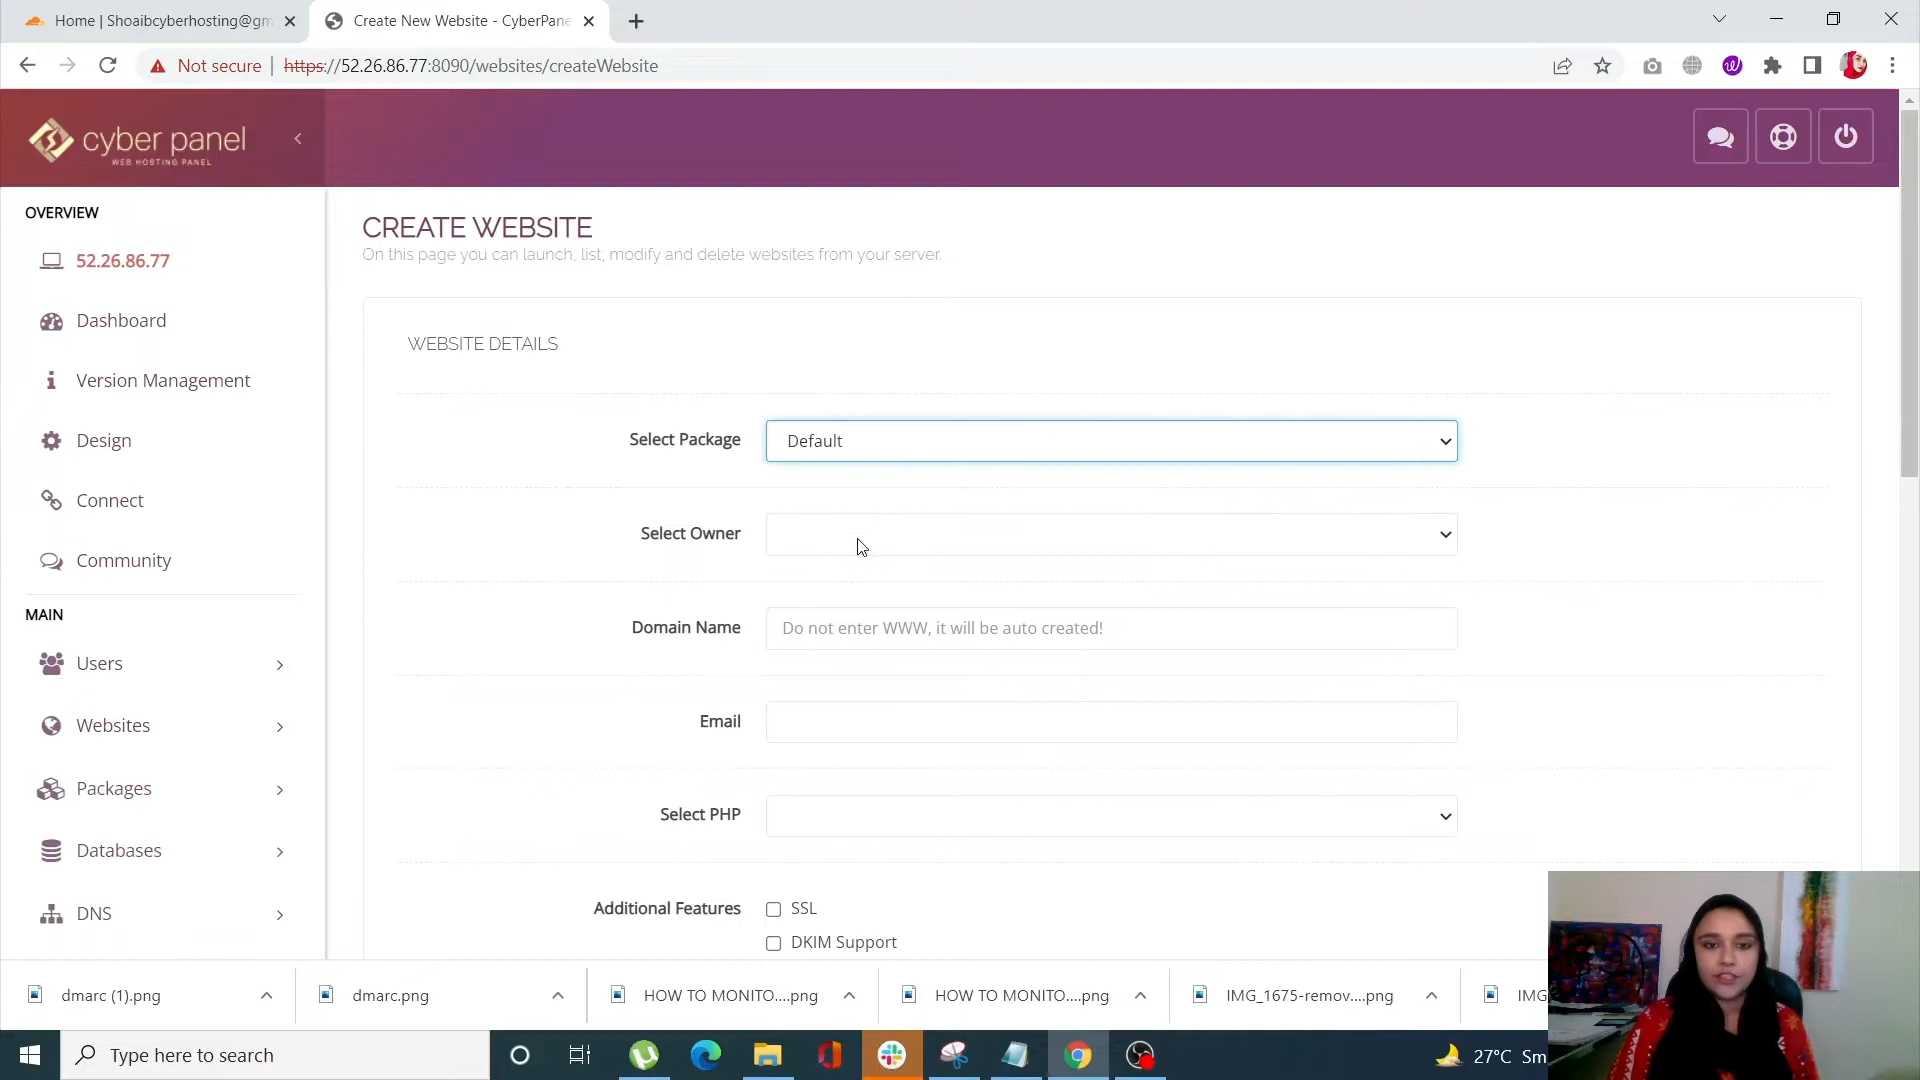 Home | Shoaibcyberhosting@gm
Create New Website - CyberPane
Not secure | https://52.26.86.77:8090/websites/createWebsite
cyber panel
WEB HOSTING PANEL
OVERVIEW
52.26.86.77
Dashboard
Version Management
Design
Connect
Community
MAIN
Users
Websites
Packages
Databases
DNS
CREATE WEBSITE
On this page you can launch, list, modify and delete websites from your server.
WEBSITE DETAILS
Select Package
Default
Select Owner
Domain Name
Do not enter WWW, it will be auto created!
Email
Select PHP
Additional Features
SSL
DKIM Support
dmarc (1).png
dmarc.png
HOW TO MONITO....png
HOW TO MONITO....png
IMG_1675-remov....png
IMG
Type here to search
27°C Sm